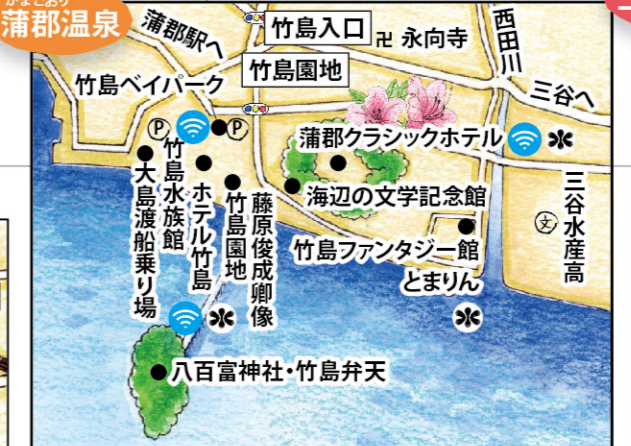 がまごおり
蒲郡温泉
蒲郡駅へ
竹島入口
卍 永向寺
西田川
竹島園地
竹島ベイパーク
三谷へ
P
P
蒲郡クラシックホテル
海辺の文学記念館
竹島ファンタジー館
とまりん
文
三谷水産高
藤原俊成卿像
竹島園地
ホテル竹島
竹島水族館
大島渡船乗り場
八百富神社・竹島弁天